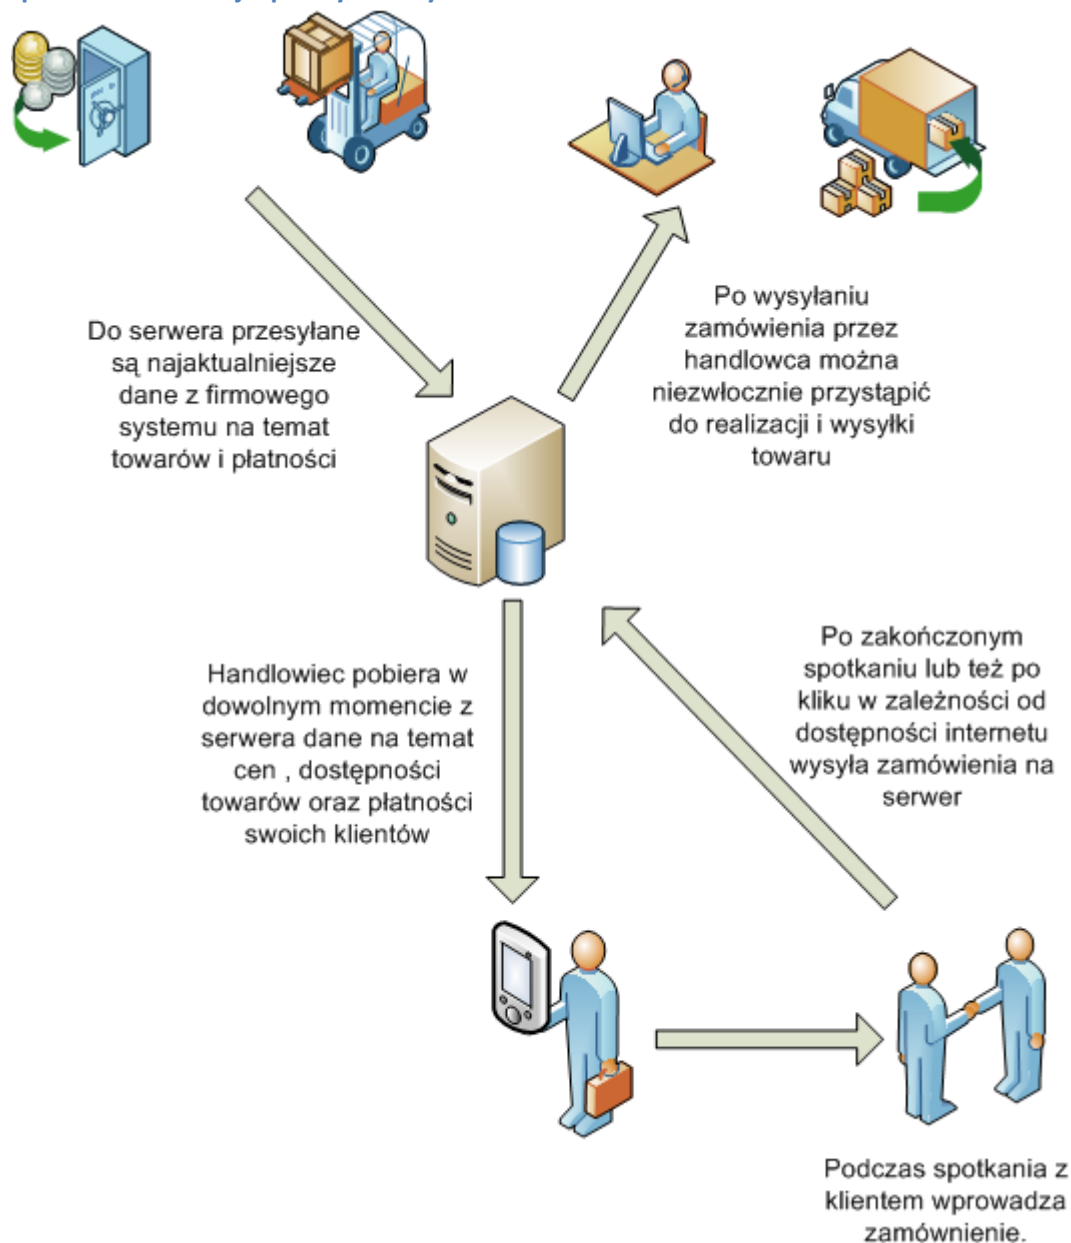 Do serwera przesyłane
są najaktualniejsze
dane z firmowego
systemu na temat
towarów i płatności
Po wysyłaniu
zamówienia przez
handlowca można
niezwłocznie przystąpić
do realizacji i wysyłki
towaru
Handlowiec pobiera w
dowolnym momencie z
serwera dane na temat
cen , dostępności
towarów oraz płatności
swoich klientów
Po zakończonym
spotkaniu lub też po
kliku w zależności od
dostępności internetu
wysyła zamówienia na
serwer
Podczas spotkania z
klientem wprowadza
zamównienie.